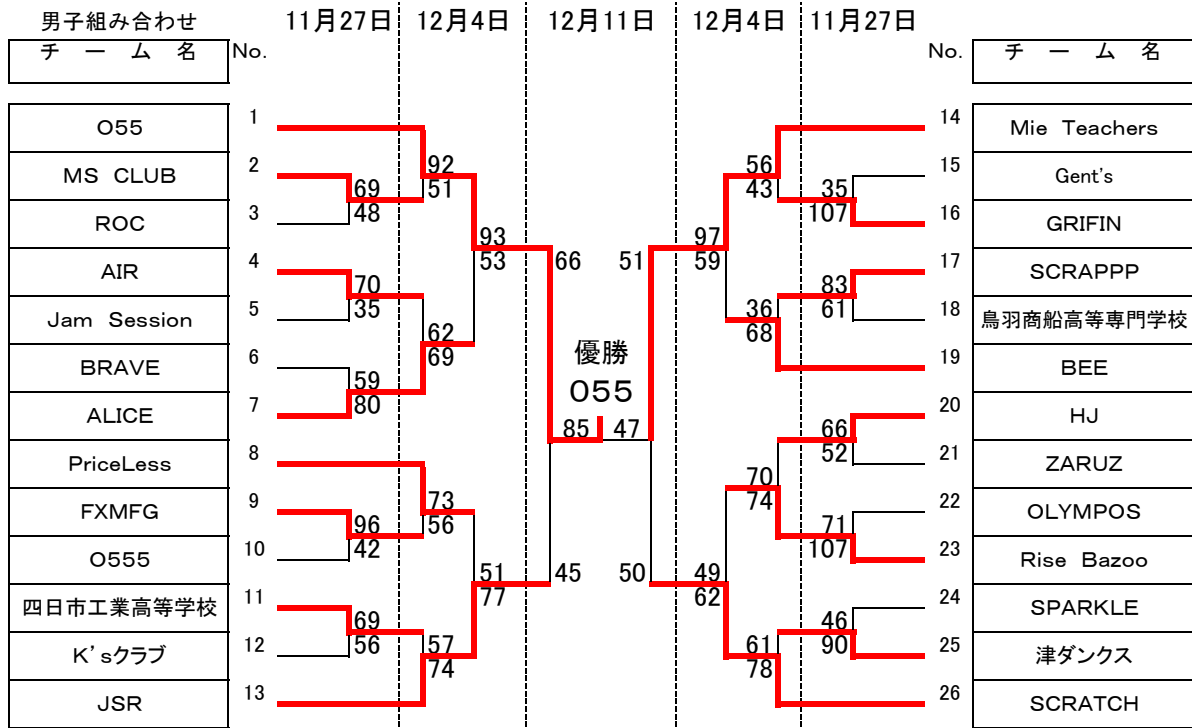 男子組み合わせ 11月27日 12月4日 12月11日 12月4日 11月27日
チ ー ム 名 No. No. チ ー ム 名
O55 1 14 Mie Teachers
92 56
MS CLUB 2 51 43 15 Gent's
69 35
ROC 3 48 107 16 GRIFIN
93 97
AIR 4 53 66 51 59 17 SCRAPPP
70 83
Jam Session 5 35 36 61 18 鳥羽商船高等専門学校
62 68
BRAVE 6 69 優勝 19 BEE
59 O55
ALICE 7 80 20 HJ
85 47 66
PriceLess 8 52 21 ZARUZ
73 70
FXMFG 9 56 74 22 OLYMPOS
96 71
O555 10 42 107 23 Rise Bazoo
51 45 50 49
四日市工業高等学校 11 77 62 24 SPARKLE
69 46
K'sクラブ 12 56 57 61 90 25 津ダンクス
74 78
JSR 13 26 SCRATCH